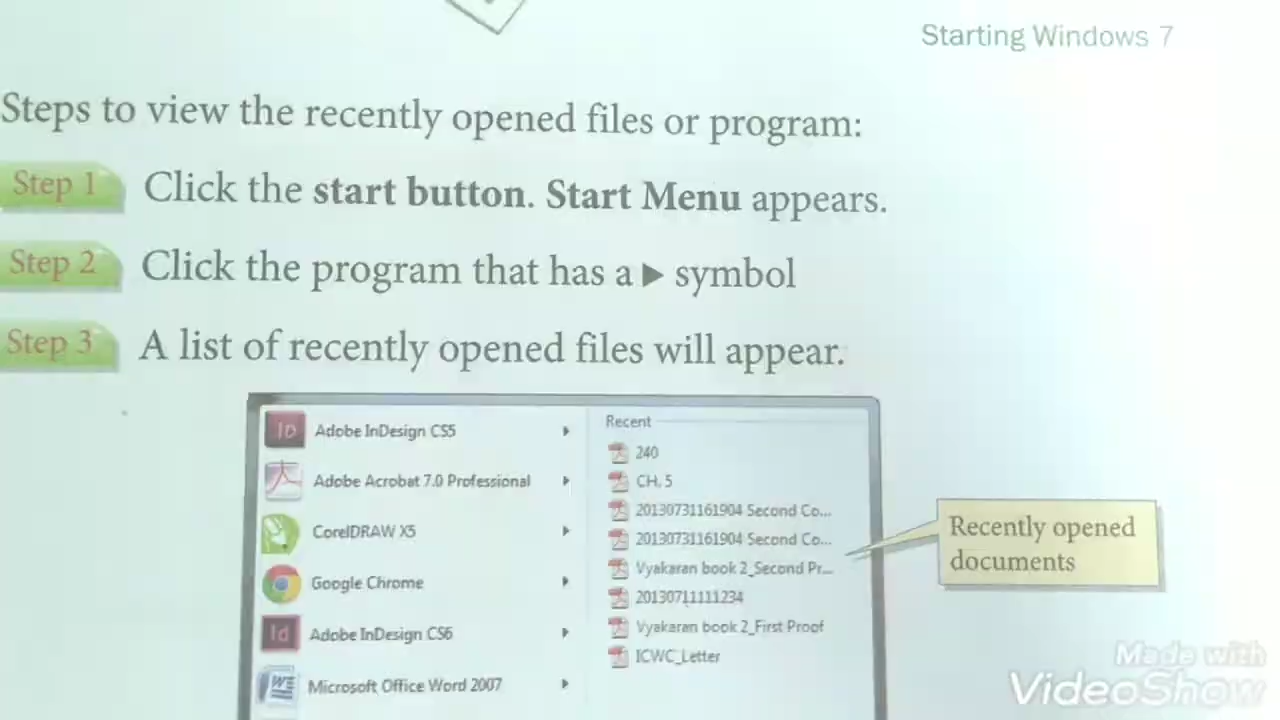 Starting Windows 7
Steps to view the recently opened files or program:
Step 1 Click the start button. Start Menu appears.
Step 2 Click the program that has a ▶ symbol
Step 3 A list of recently opened files will appear.
Adobe InDesign CS5
Adobe Acrobat 7.0 Professional
CorelDRAW X5
Google Chrome
Adobe InDesign CS6
Microsoft Office Word 2007
Recent
240
CH. 5
20130731161904 Second Co...
20130731161904 Second Co...
Vyakaran book 2_Second Pr...
20130711111234
Vyakaran book 2_First Proof
ICWC_Letter
Recently opened
documents
Made with
VideoShow